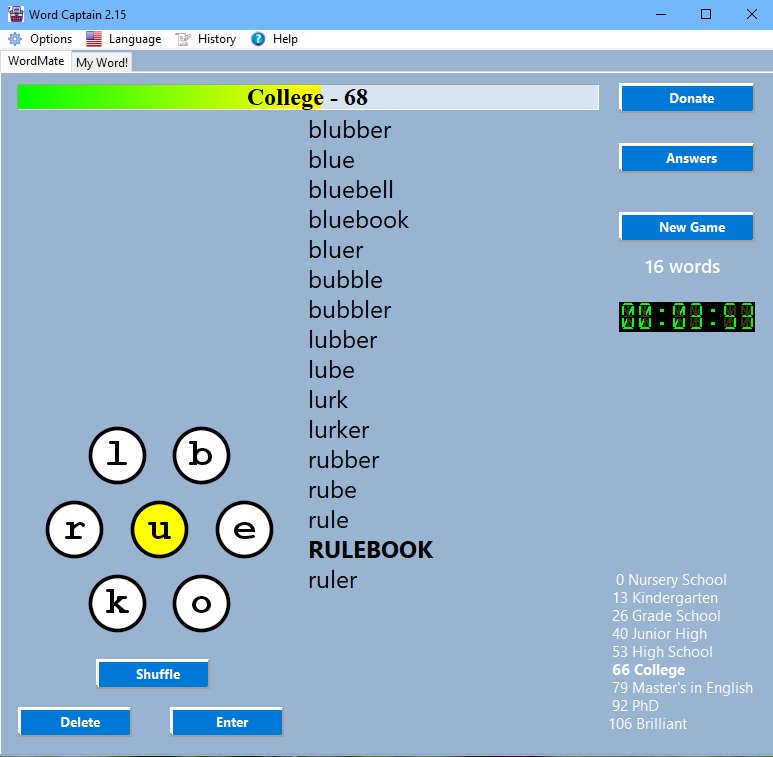 Word Captain 2.15
Options Language History Help
WordMate My Word!
College - 68
Donate
Answers
New Game
16 words
00:03:53
blubber
blue
bluebell
bluebook
bluer
bubble
bubbler
lubber
lube
lurk
lurker
rubber
rube
rule
RULEBOOK
ruler
l b
r u e
k o
Shuffle
Delete Enter
0 Nursery School
13 Kindergarten
26 Grade School
40 Junior High
53 High School
66 College
79 Master's in English
92 PhD
106 Brilliant